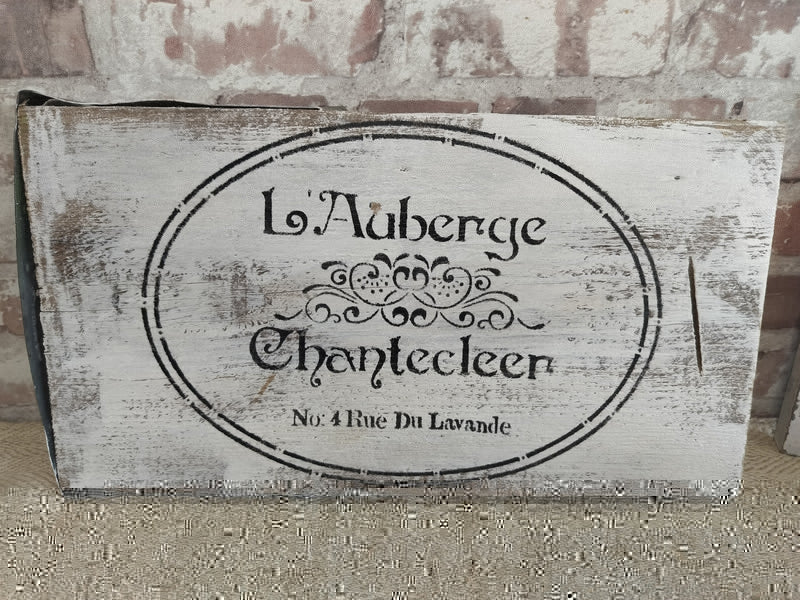 L'Auberge
Chantecleer
No: 4 Rue Du Lavande